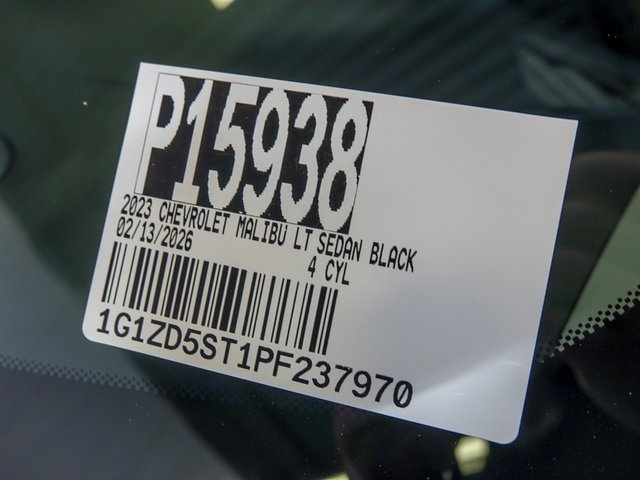 P15938
2023 CHEVROLET MALIBU LT SEDAN BLACK
02/13/2026 4 CYL
1G1ZD5ST1PF237970